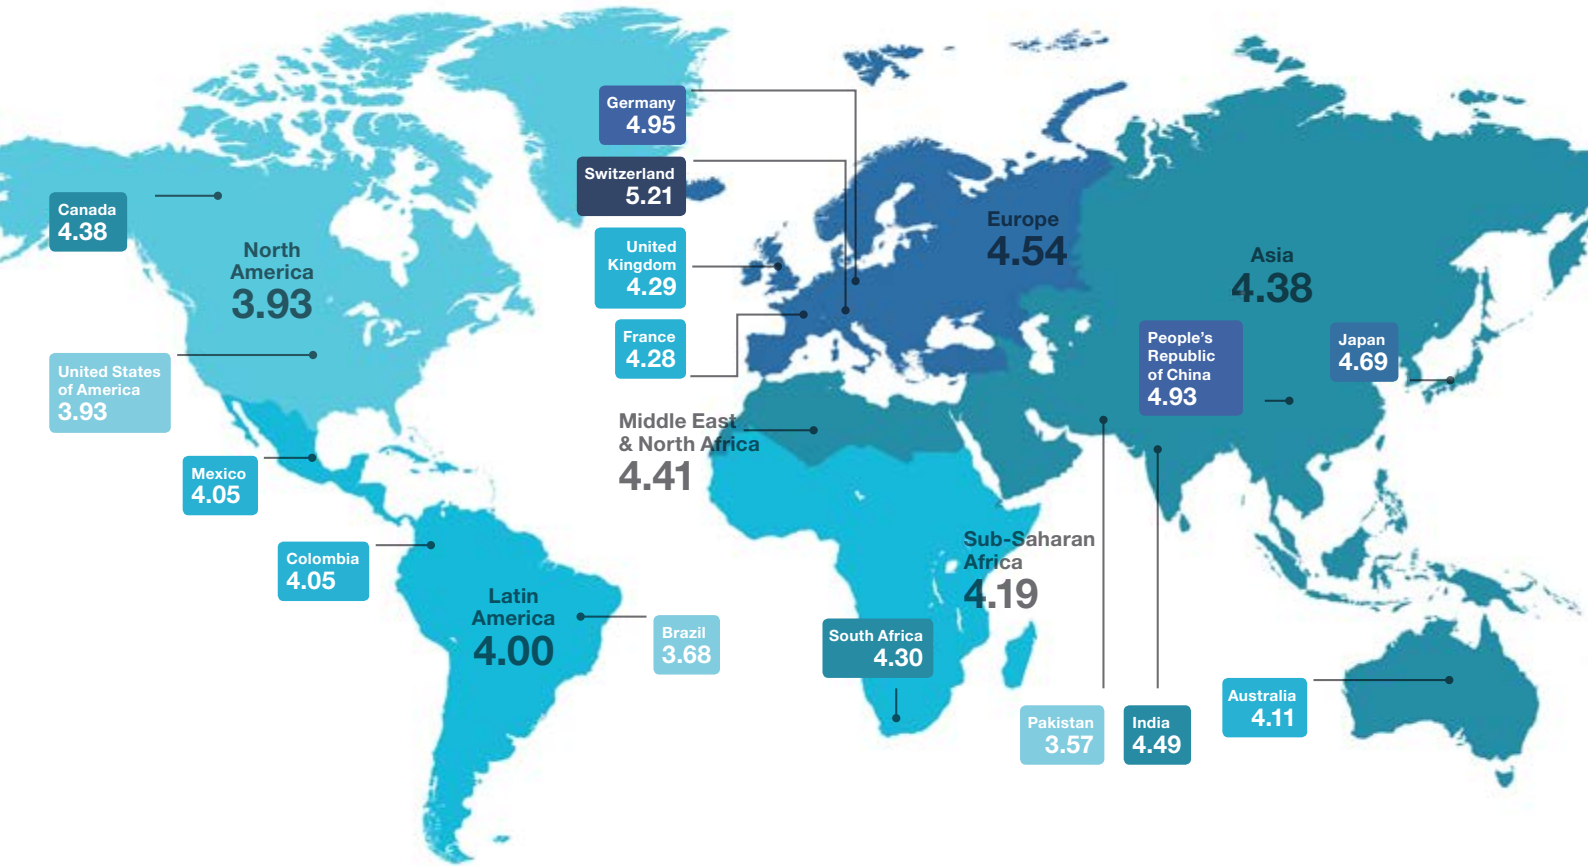 Germany
4.95
Switzerland
5.21
Canada
4.38
North
America
3.93
United
Kingdom
4.29
Europe
4.54
Asia
4.38
France
4.28
People's
Republic
of China
4.93
Japan
4.69
United States
of America
3.93
Middle East
& North Africa
4.41
Mexico
4.05
Colombia
4.05
Sub-Saharan
Africa
4.19
Latin
America
4.00
Brazil
3.68
South Africa
4.30
Pakistan
3.57
India
4.49
Australia
4.11